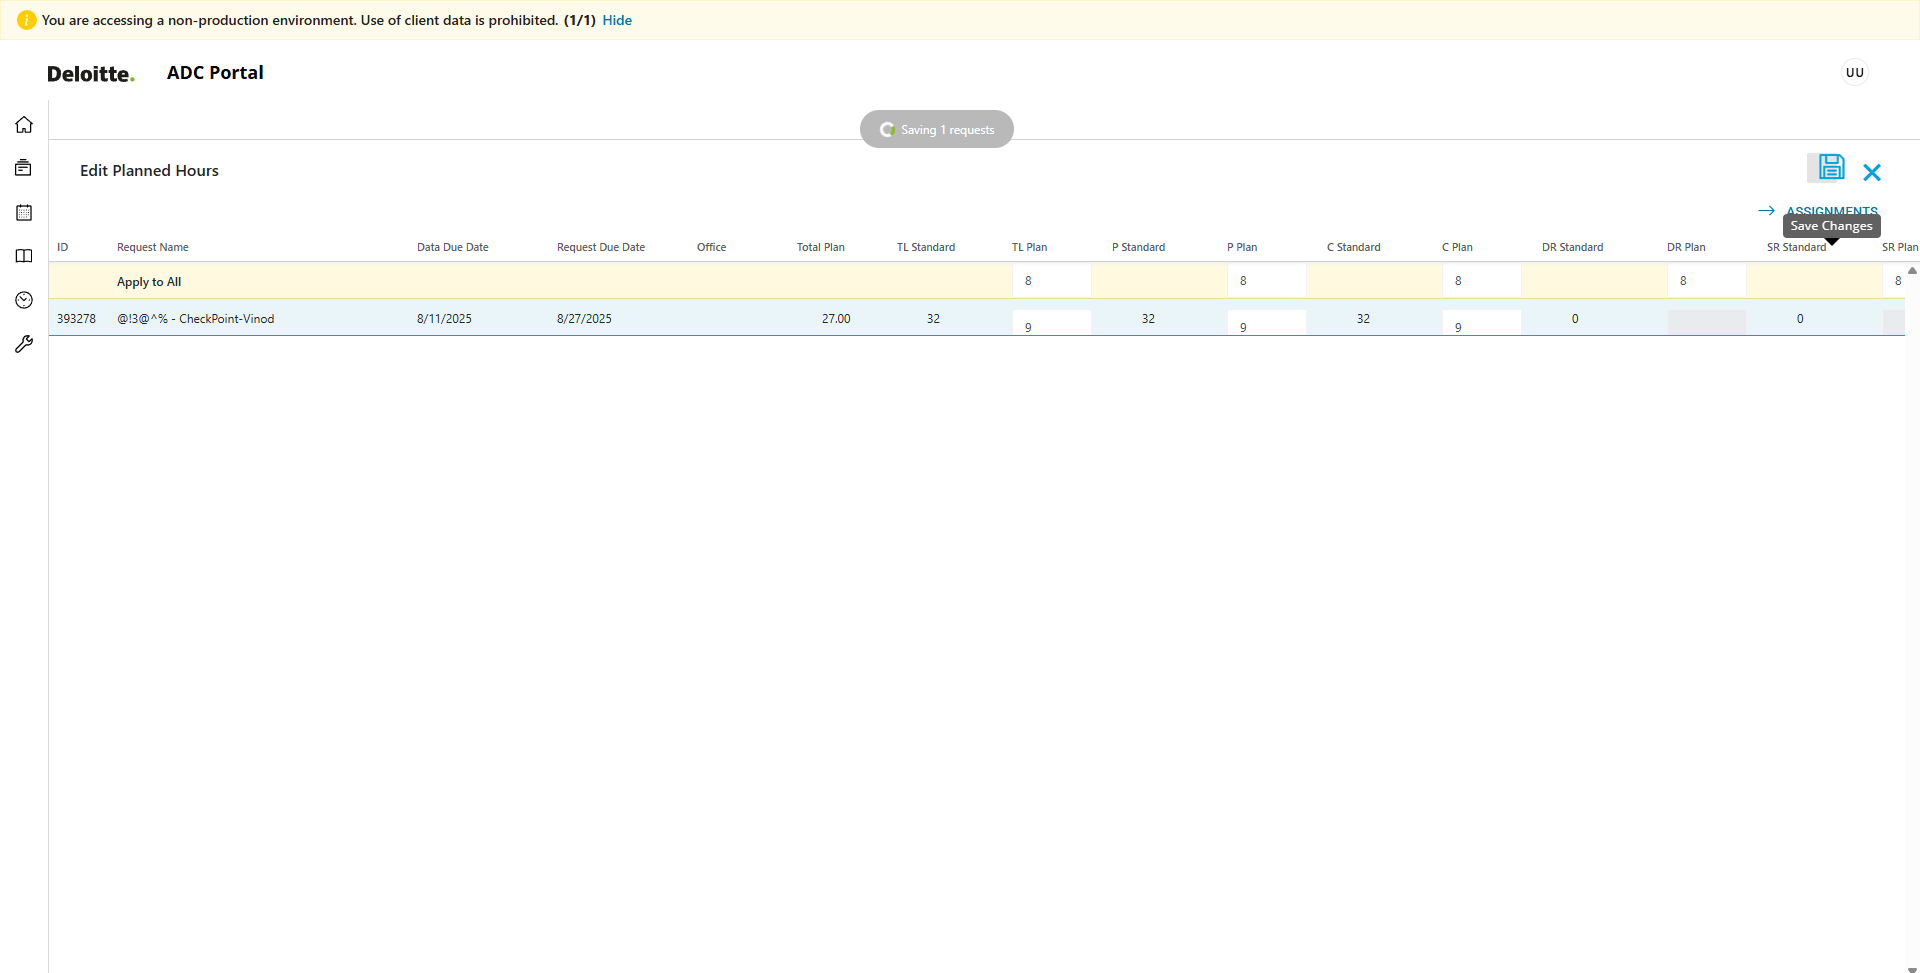 You are accessing a non-production environment. Use of client data is prohibited. (1/1) Hide
Deloitte. ADC Portal UU
Saving 1 requests
Edit Planned Hours
ASSIGNMENTS
Save Changes
ID Request Name Data Due Date Request Due Date Office Total Plan TL Standard TL Plan P Standard P Plan C Standard C Plan DR Standard DR Plan SR Standard SR Plan
Apply to All 8 8 8 8 8
393278 @!3@^% - CheckPoint-Vinod 8/11/2025 8/27/2025 27.00 32 9 32 9 32 9 0 0